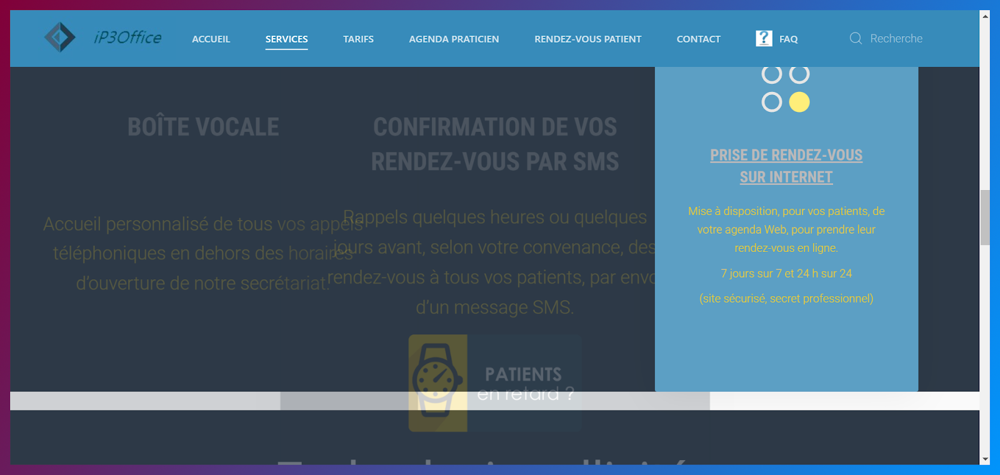 iP3Office
ACCUEIL
SERVICES
TARIFS
AGENDA PRATICIEN
RENDEZ-VOUS PATIENT
CONTACT
?
FAQ
Recherche
BOÎTE VOCALE
Accueil personnalisé de tous vos appels
téléphoniques en dehors des horaires
d’ouverture de notre secrétariat.
CONFIRMATION DE VOS
RENDEZ-VOUS PAR SMS
Rappels quelques heures ou quelques
jours avant, selon votre convenance, des
rendez-vous à tous vos patients, par envo
d’un message SMS.
PATIENTS
en retard ?
PRISE DE RENDEZ-VOUS
SUR INTERNET
Mise à disposition, pour vos patients, de
votre agenda Web, pour prendre leur
rendez-vous en ligne.
7 jours sur 7 et 24 h sur 24
(site sécurisé, secret professionnel)